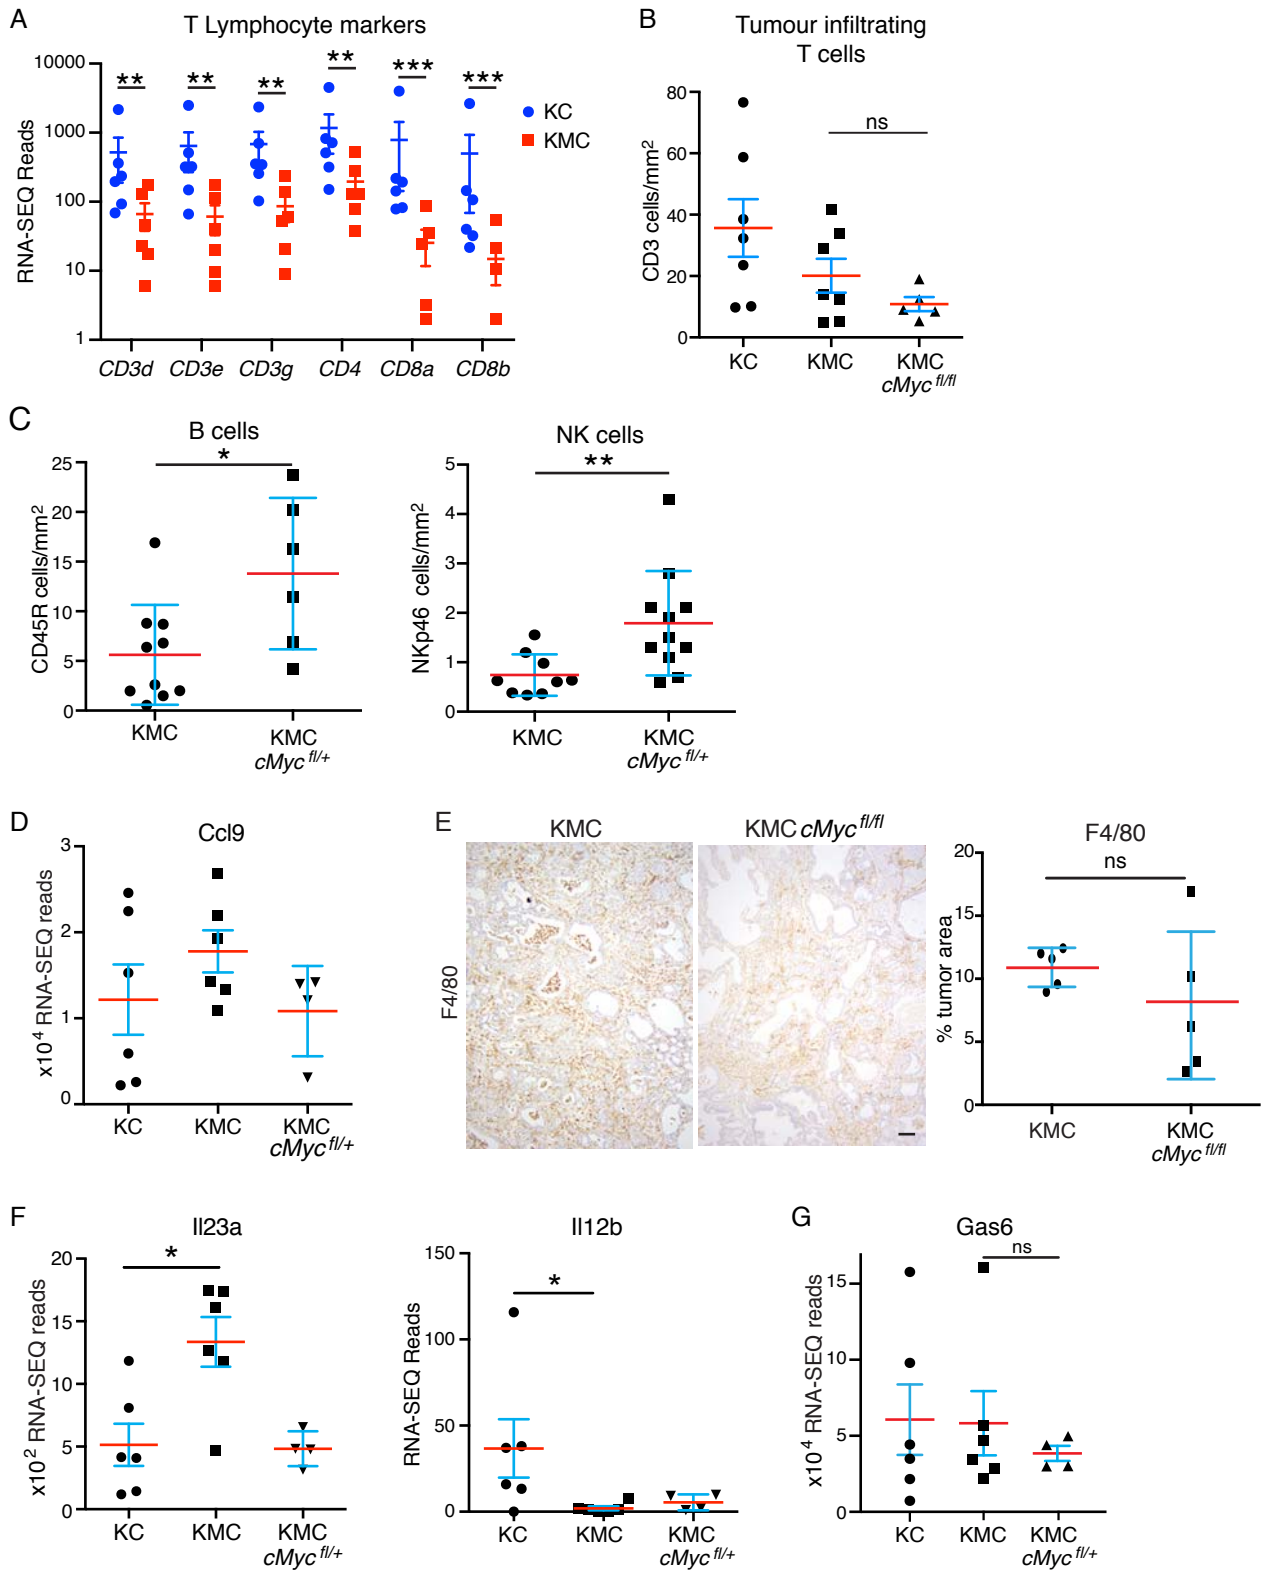 A
T Lymphocyte markers
RNA-SEQ Reads
10000
1000
100
10
1
** ** ** ** *** ***
KC
KMC
CD3d CD3e CD3g CD4 CD8a CD8b
B
Tumour infiltrating
T cells
CD3 cells/mm2
80
60
40
20
0
ns
KC KMC KMC
cMyc fl/fl
C
B cells
CD45R cells/mm2
25
20
15
10
5
0
*
KMC KMC
cMyc fl/+
NK cells
NKp46 cells/mm2
5
4
3
2
1
0
**
KMC KMC
cMyc fl/+
D
Ccl9
x104 RNA-SEQ reads
3
2
1
0
KC KMC KMC
cMyc fl/+
E
KMC KMC cMyc fl/fl
F4/80
F4/80
% tumor area
20
15
10
5
0
ns
KMC KMC
cMyc fl/fl
F
Il23a
x102 RNA-SEQ reads
20
15
10
5
0
*
KC KMC KMC
cMyc fl/+
Il12b
RNA-SEQ Reads
150
100
50
0
*
KC KMC KMC
cMyc fl/+
G
Gas6
x104 RNA-SEQ reads
15
10
5
0
ns
KC KMC KMC
cMyc fl/+